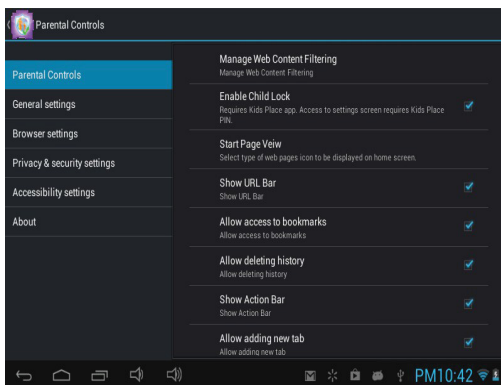 Parental Controls
Parental Controls
General settings
Browser settings
Privacy & security settings
Accessibility settings
About
Manage Web Content Filtering
Manage Web Content Filtering
Enable Child Lock
Requires Kids Place app. Access to settings screen requires Kids Place
PIN.
Start Page Veiw
Select type of web pages icon to be displayed on home screen.
Show URL Bar
Show URL Bar
Allow access to bookmarks
Allow access to bookmarks
Allow deleting history
Allow deleting history
Show Action Bar
Show Action Bar
Allow adding new tab
Allow adding new tab
PM10:42